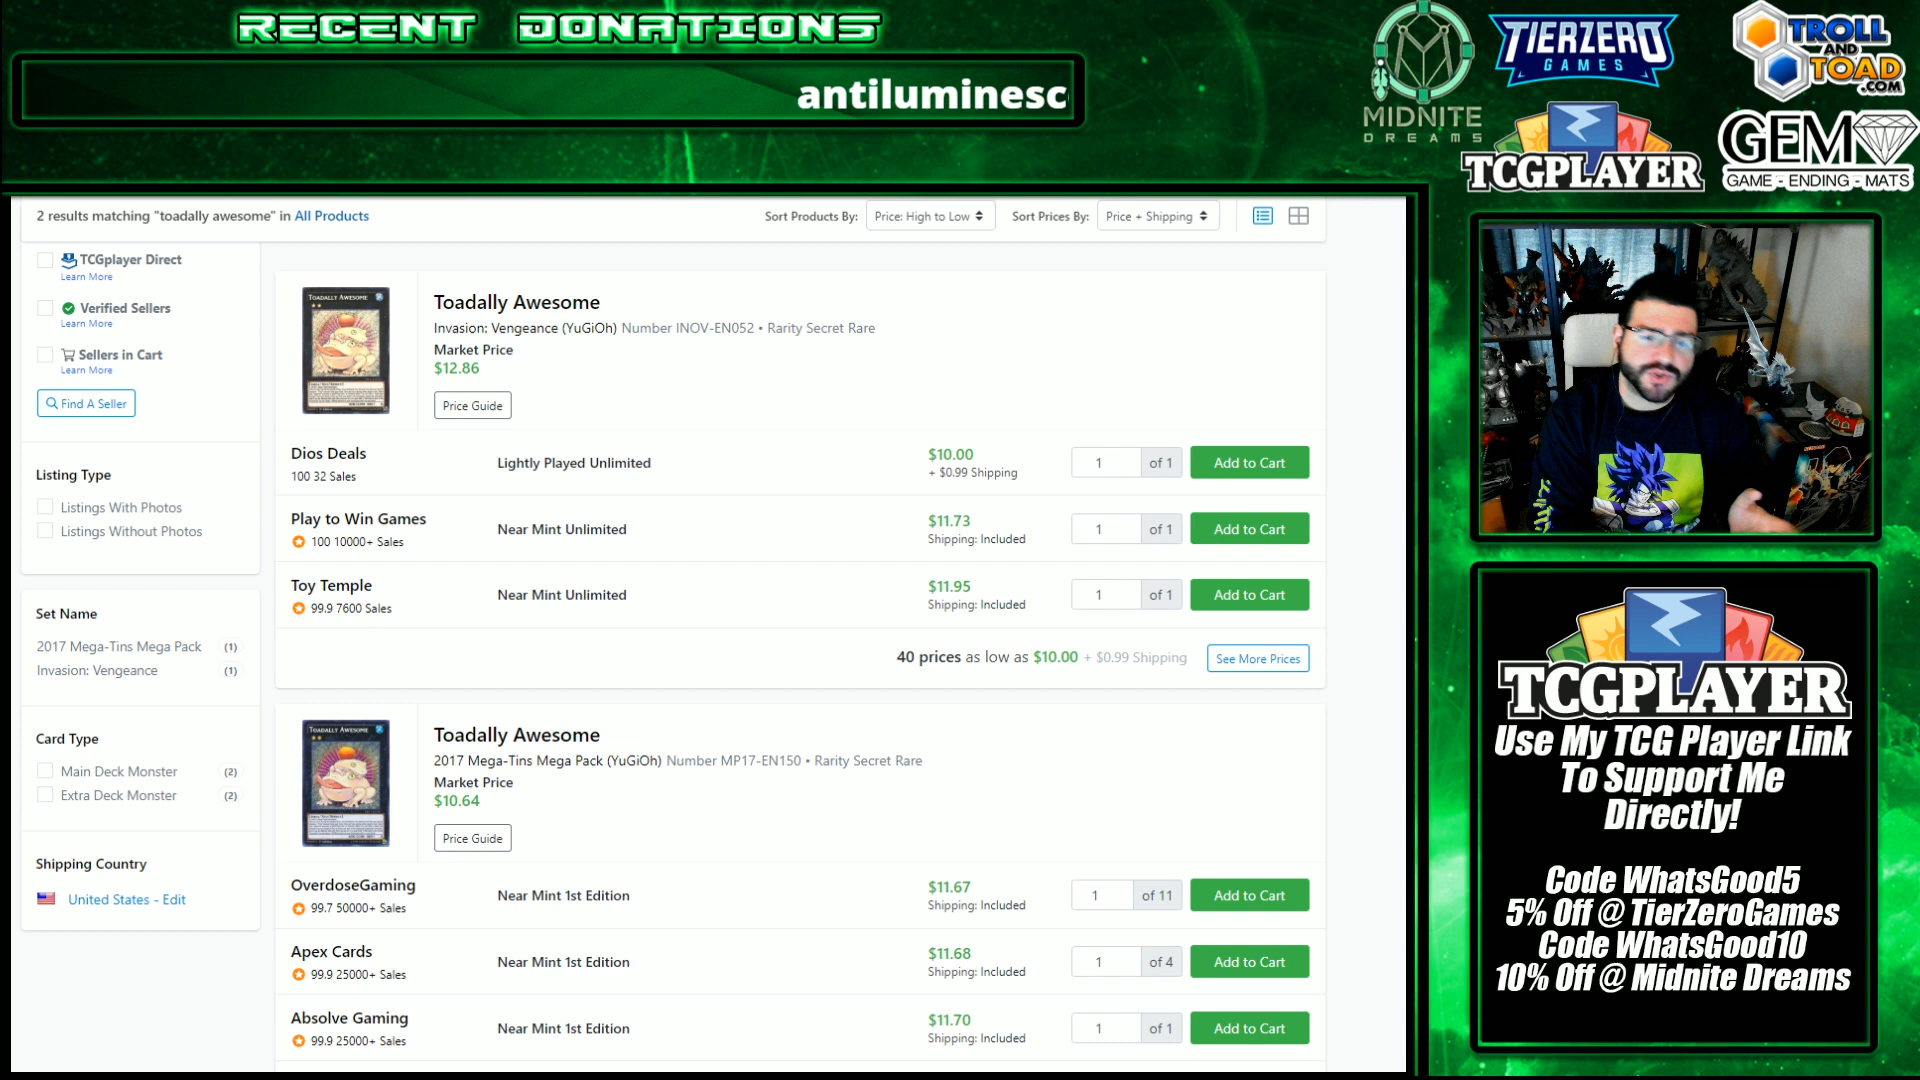 RECENT DONATIONS
antiluminesc
MIDNITE
DREAMS
TIERZERO
GAMES
TROLL
AND
TOAD
.COM
TCGPLAYER
GEM
GAME - ENDING - MATS
2 results matching "toadally awesome" in All Products
Sort Products By: Price: High to Low
Sort Prices By: Price + Shipping
TCGplayer Direct
Learn More
Verified Sellers
Learn More
Sellers in Cart
Learn More
Find A Seller
Listing Type
Listings With Photos
Listings Without Photos
Set Name
2017 Mega-Tins Mega Pack (1)
Invasion: Vengeance (1)
Card Type
Main Deck Monster (2)
Extra Deck Monster (2)
Shipping Country
United States - Edit
TOADALLY AWESOME
Toadally Awesome
Invasion: Vengeance (YuGiOh) Number INOV-EN052 • Rarity Secret Rare
Market Price
$12.86
Price Guide
Dios Deals
100 32 Sales
Lightly Played Unlimited
$10.00
+ $0.99 Shipping
1 of 1
Add to Cart
Play to Win Games
100 10000+ Sales
Near Mint Unlimited
$11.73
Shipping: Included
1 of 1
Add to Cart
Toy Temple
99.9 7600 Sales
Near Mint Unlimited
$11.95
Shipping: Included
1 of 1
Add to Cart
40 prices as low as $10.00 + $0.99 Shipping
See More Prices
TOADALLY AWESOME
Toadally Awesome
2017 Mega-Tins Mega Pack (YuGiOh) Number MP17-EN150 • Rarity Secret Rare
Market Price
$10.64
Price Guide
OverdoseGaming
99.7 50000+ Sales
Near Mint 1st Edition
$11.67
Shipping: Included
1 of 11
Add to Cart
Apex Cards
99.9 25000+ Sales
Near Mint 1st Edition
$11.68
Shipping: Included
1 of 4
Add to Cart
Absolve Gaming
99.9 25000+ Sales
Near Mint 1st Edition
$11.70
Shipping: Included
1 of 1
Add to Cart
TCGPLAYER
Use My TCG Player Link
To Support Me
Directly!
Code WhatsGood5
5% Off @ TierZeroGames
Code WhatsGood10
10% Off @ Midnite Dreams